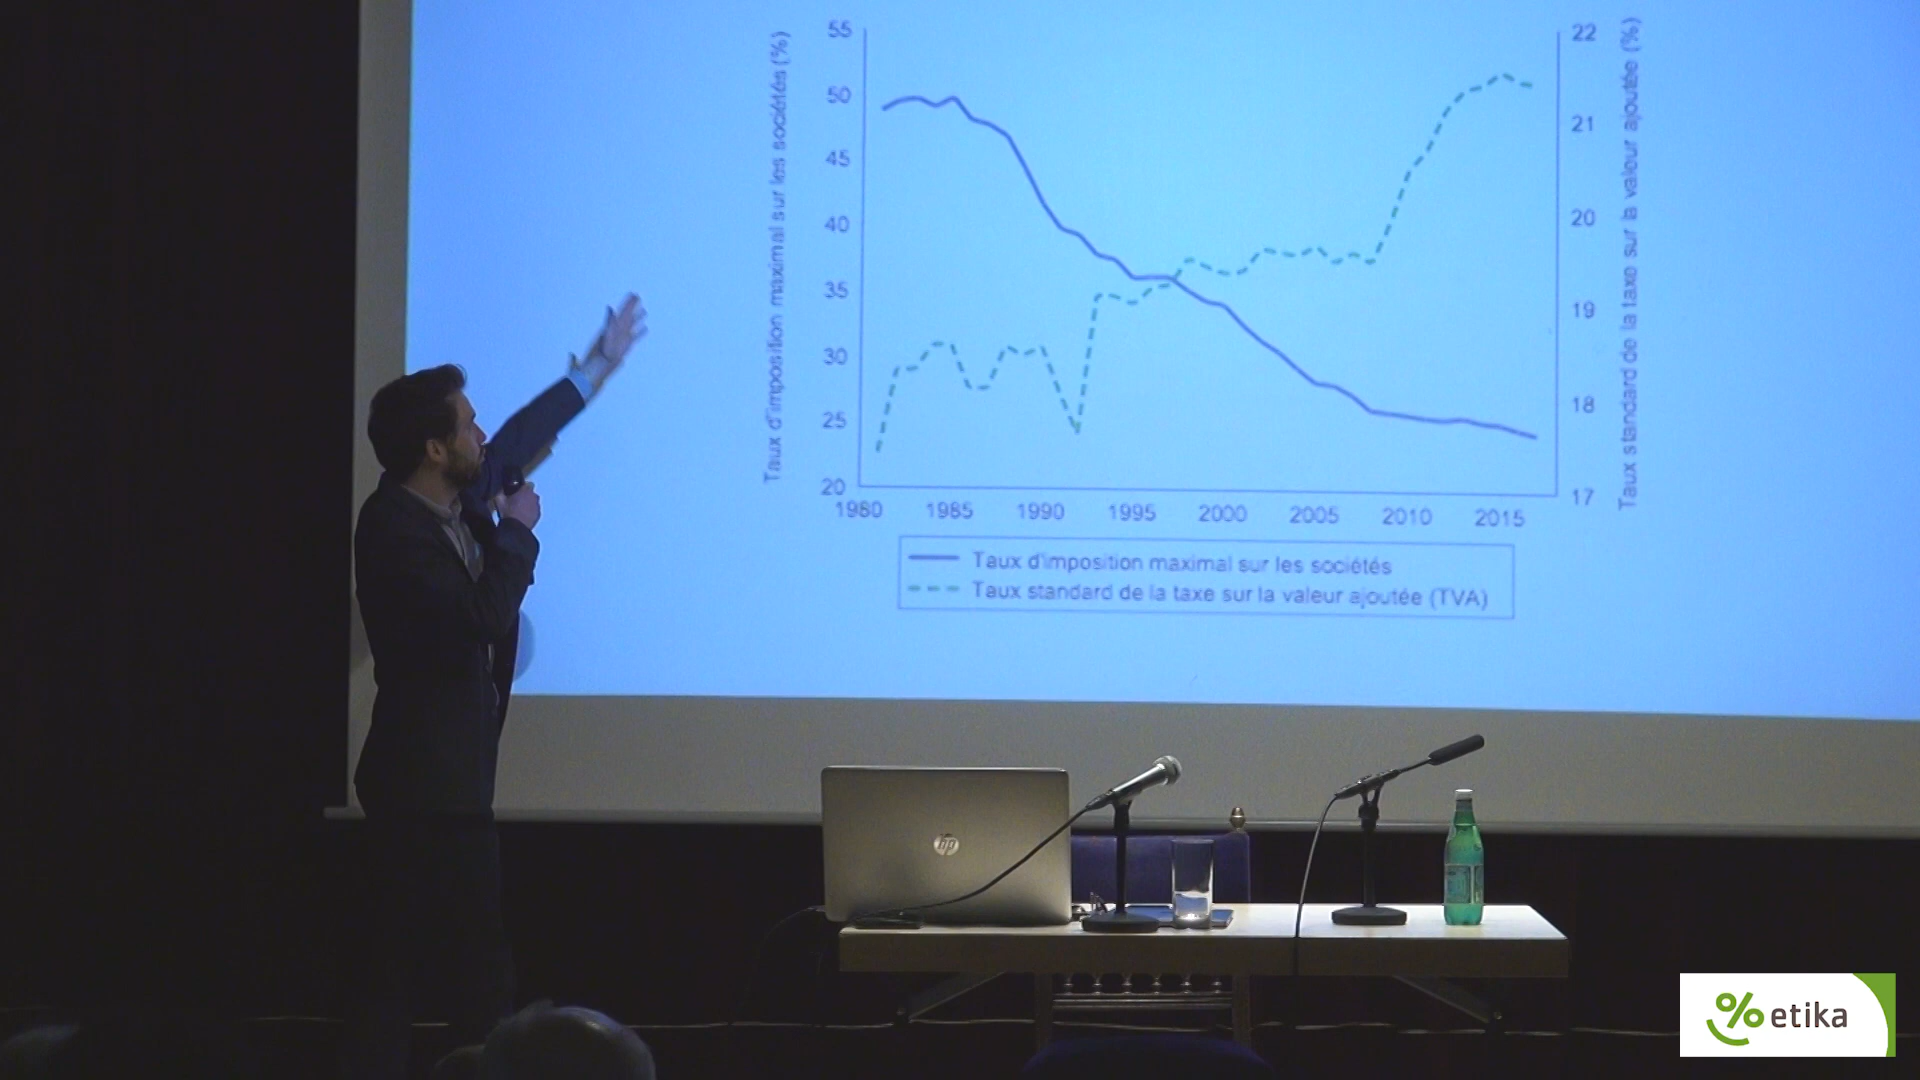 Taux d'imposition maximal sur les sociétés (%)
55
50
45
40
35
30
25
20
22
21
20
19
18
17
Taux standard de la taxe sur la valeur ajoutée (%)
1980 1985 1990 1995 2000 2005 2010 2015
Taux d'imposition maximal sur les sociétés
Taux standard de la taxe sur la valeur ajoutée (TVA)
hp
% etika